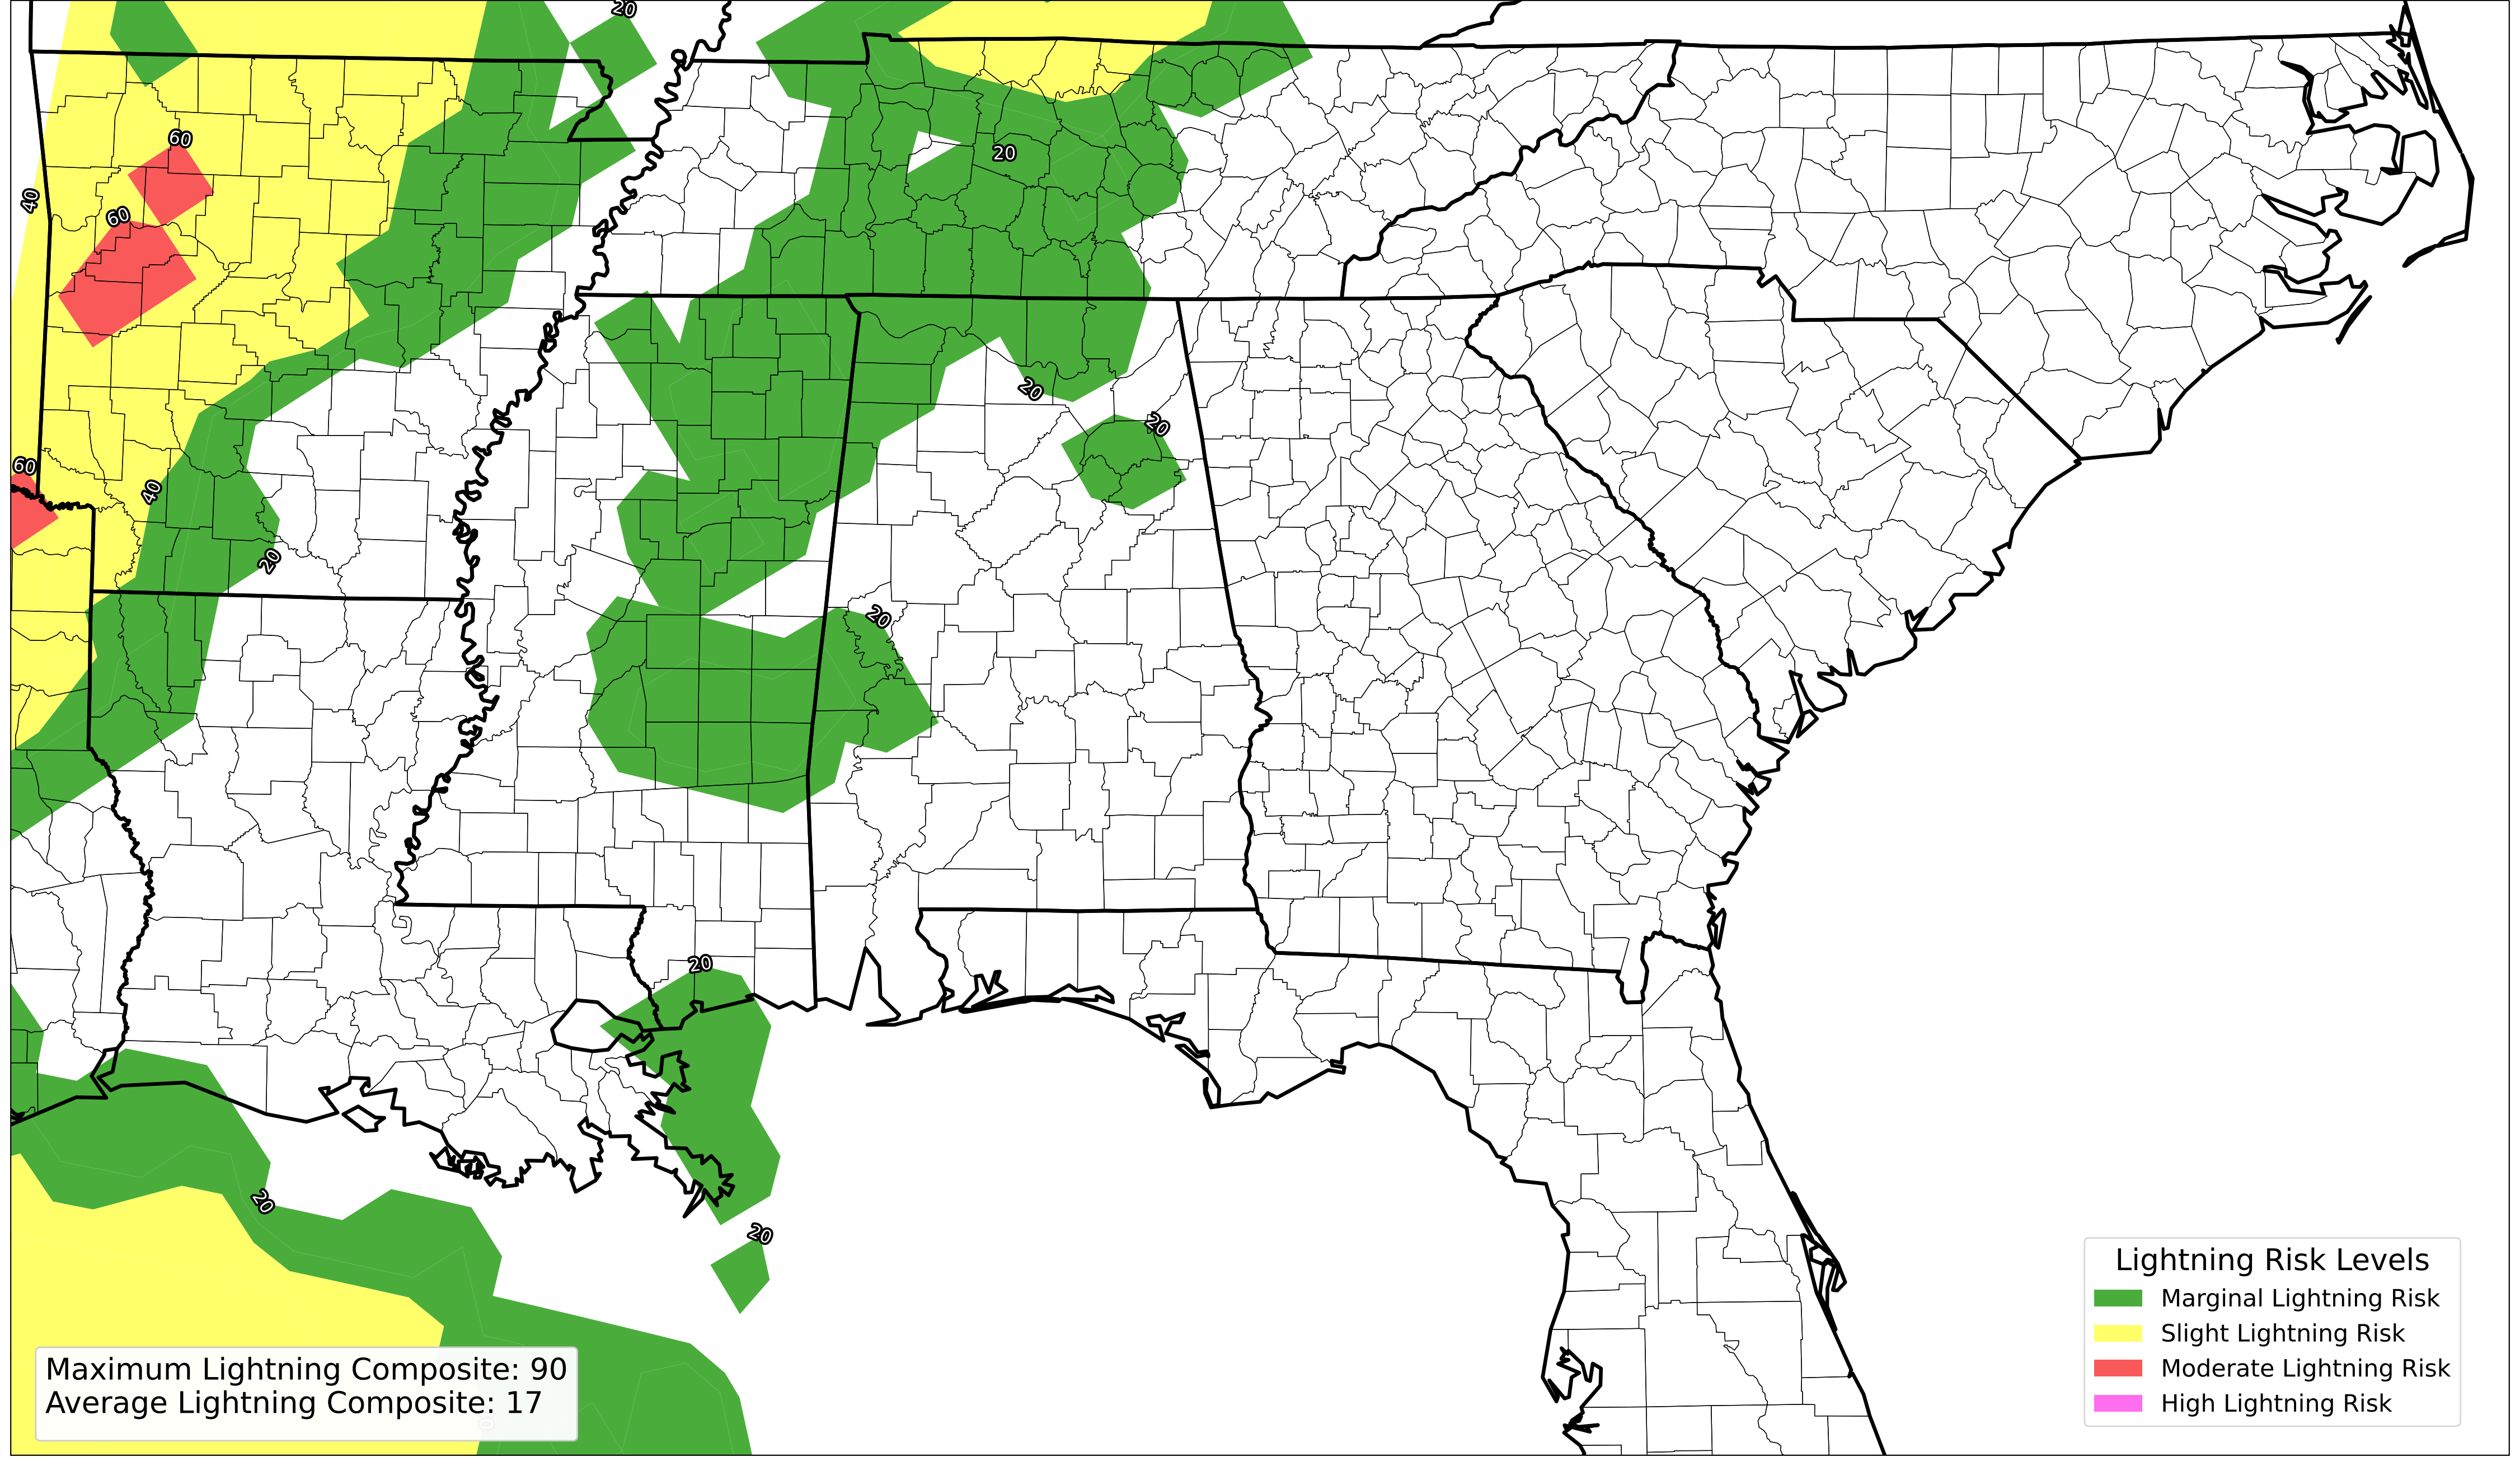 20
60
20
40
60
20
20
60
40
20
20
20
20
20
Lightning Risk Levels
Marginal Lightning Risk
Slight Lightning Risk
Moderate Lightning Risk
High Lightning Risk
Maximum Lightning Composite: 90
Average Lightning Composite: 17